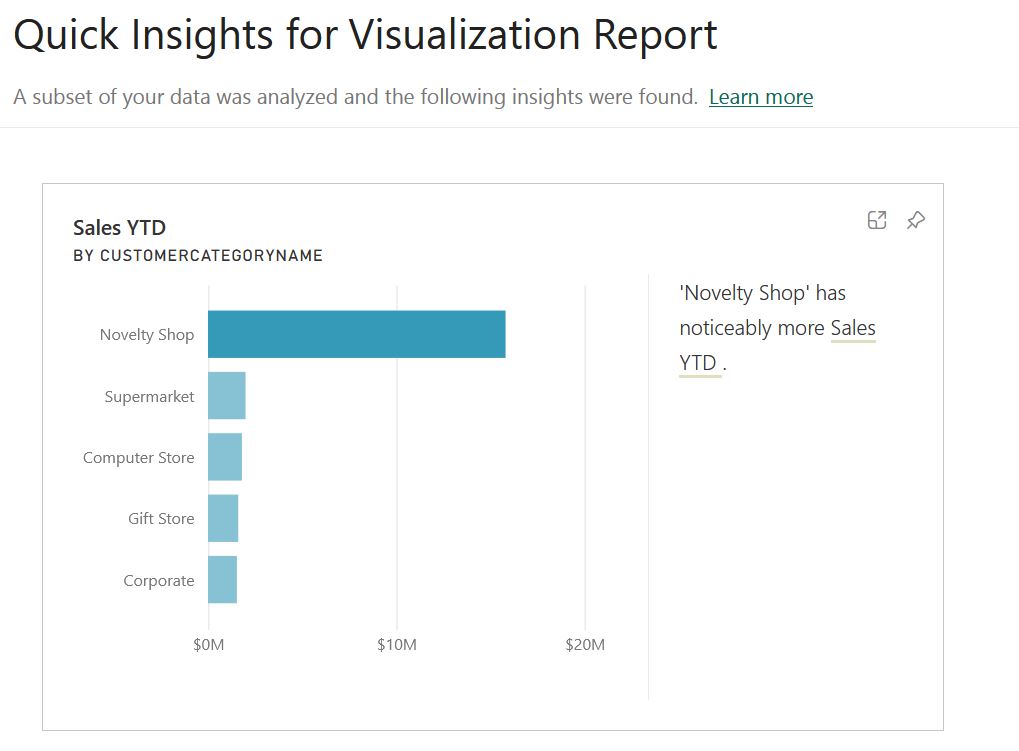 Quick Insights for Visualization Report
A subset of your data was analyzed and the following insights were found. Learn more
Sales YTD
BY CUSTOMERCATEGORYNAME
Novelty Shop
Supermarket
Computer Store
Gift Store
Corporate
$0M $10M $20M
'Novelty Shop' has
noticeably more Sales
YTD .